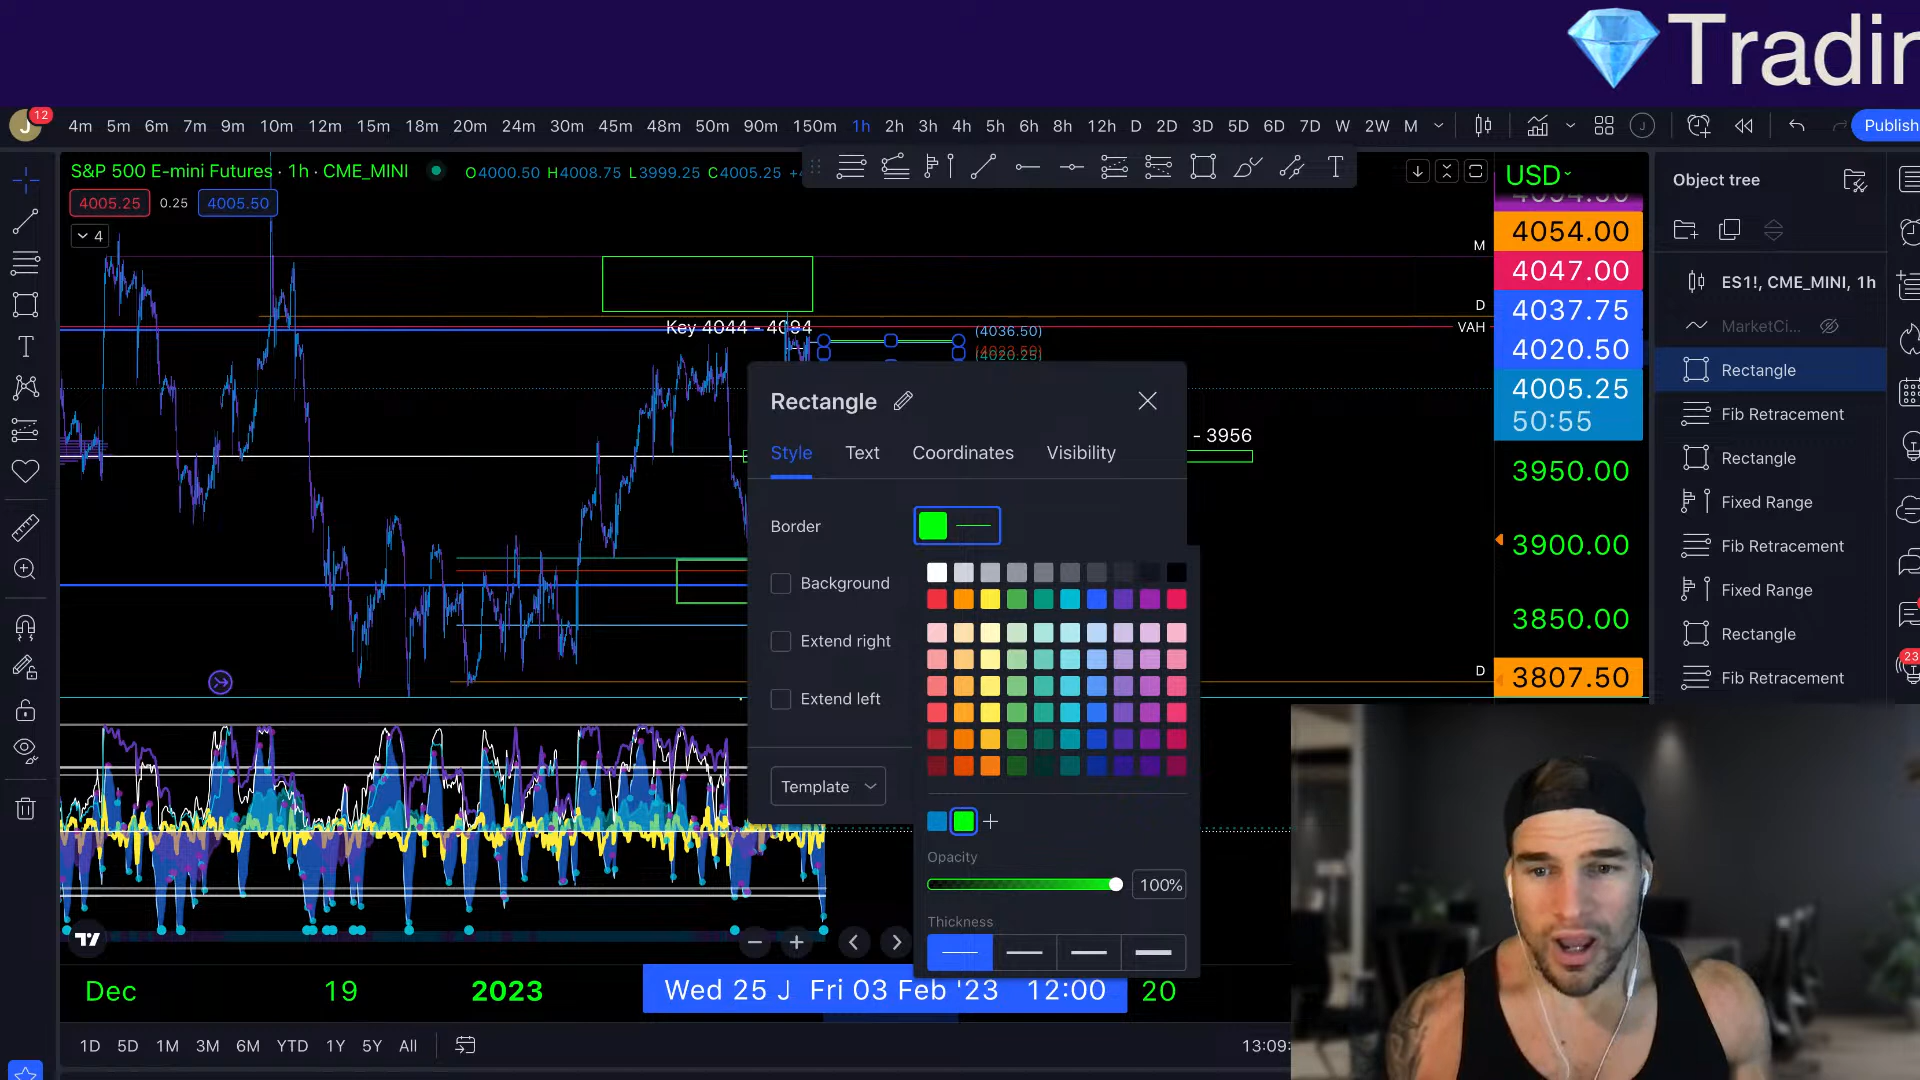 💎Tradin
J
12
4m 5m 6m 7m 9m 10m 12m 15m 18m 20m 24m 30m 45m 48m 50m 90m 150m 1h 2h 3h 4h 5h 6h 8h 12h D 2D 3D 5D 6D 7D W 2W M
J
Publish
S&P 500 E-mini Futures · 1h · CME_MINI
O4000.50 H4008.75 L3999.25 C4005.25
USD
Object tree
4005.25 0.25 4005.50
4
M
4054.00
4047.00
ES1!, CME_MINI, 1h
D
4037.75
Key 4044 - 4094
(4036.50)
VAH
MarketCi...
(4020.25)
4020.50
Rectangle
4005.25
50:55
Rectangle
Fib Retracement
- 3956
Style Text Coordinates Visibility
Rectangle
3950.00
Fixed Range
Border
3900.00
Fib Retracement
Background
Fixed Range
Extend right
3850.00
Rectangle
Extend left
D
3807.50
Fib Retracement
23
Template
Opacity
100%
Thickness
Dec 19 2023 Wed 25 J Fri 03 Feb '23 12:00 20
1D 5D 1M 3M 6M YTD 1Y 5Y All
13:09: